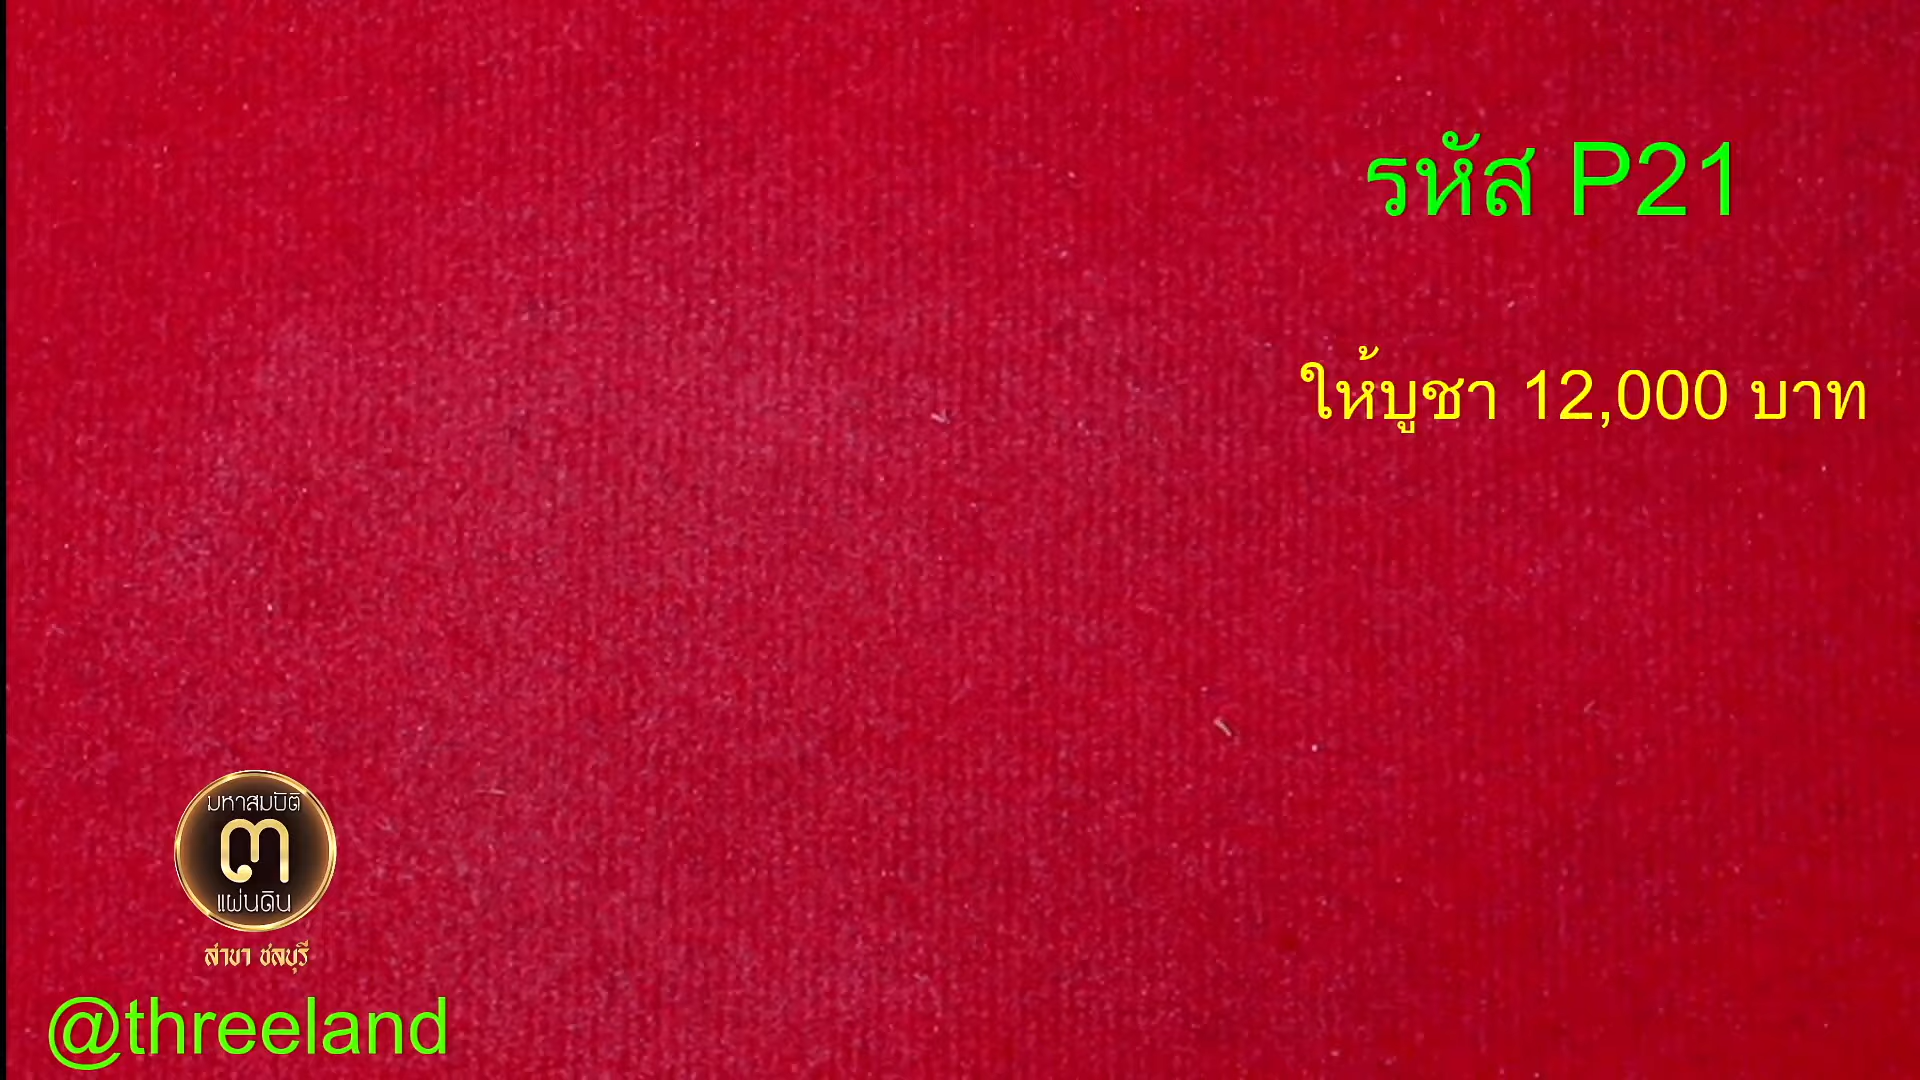 รหัส P21
ให้บูชา 12,000 บาท
มหาสมบัติ
๓
แผ่นดิน
สาขา ชลบุรี
@threeland